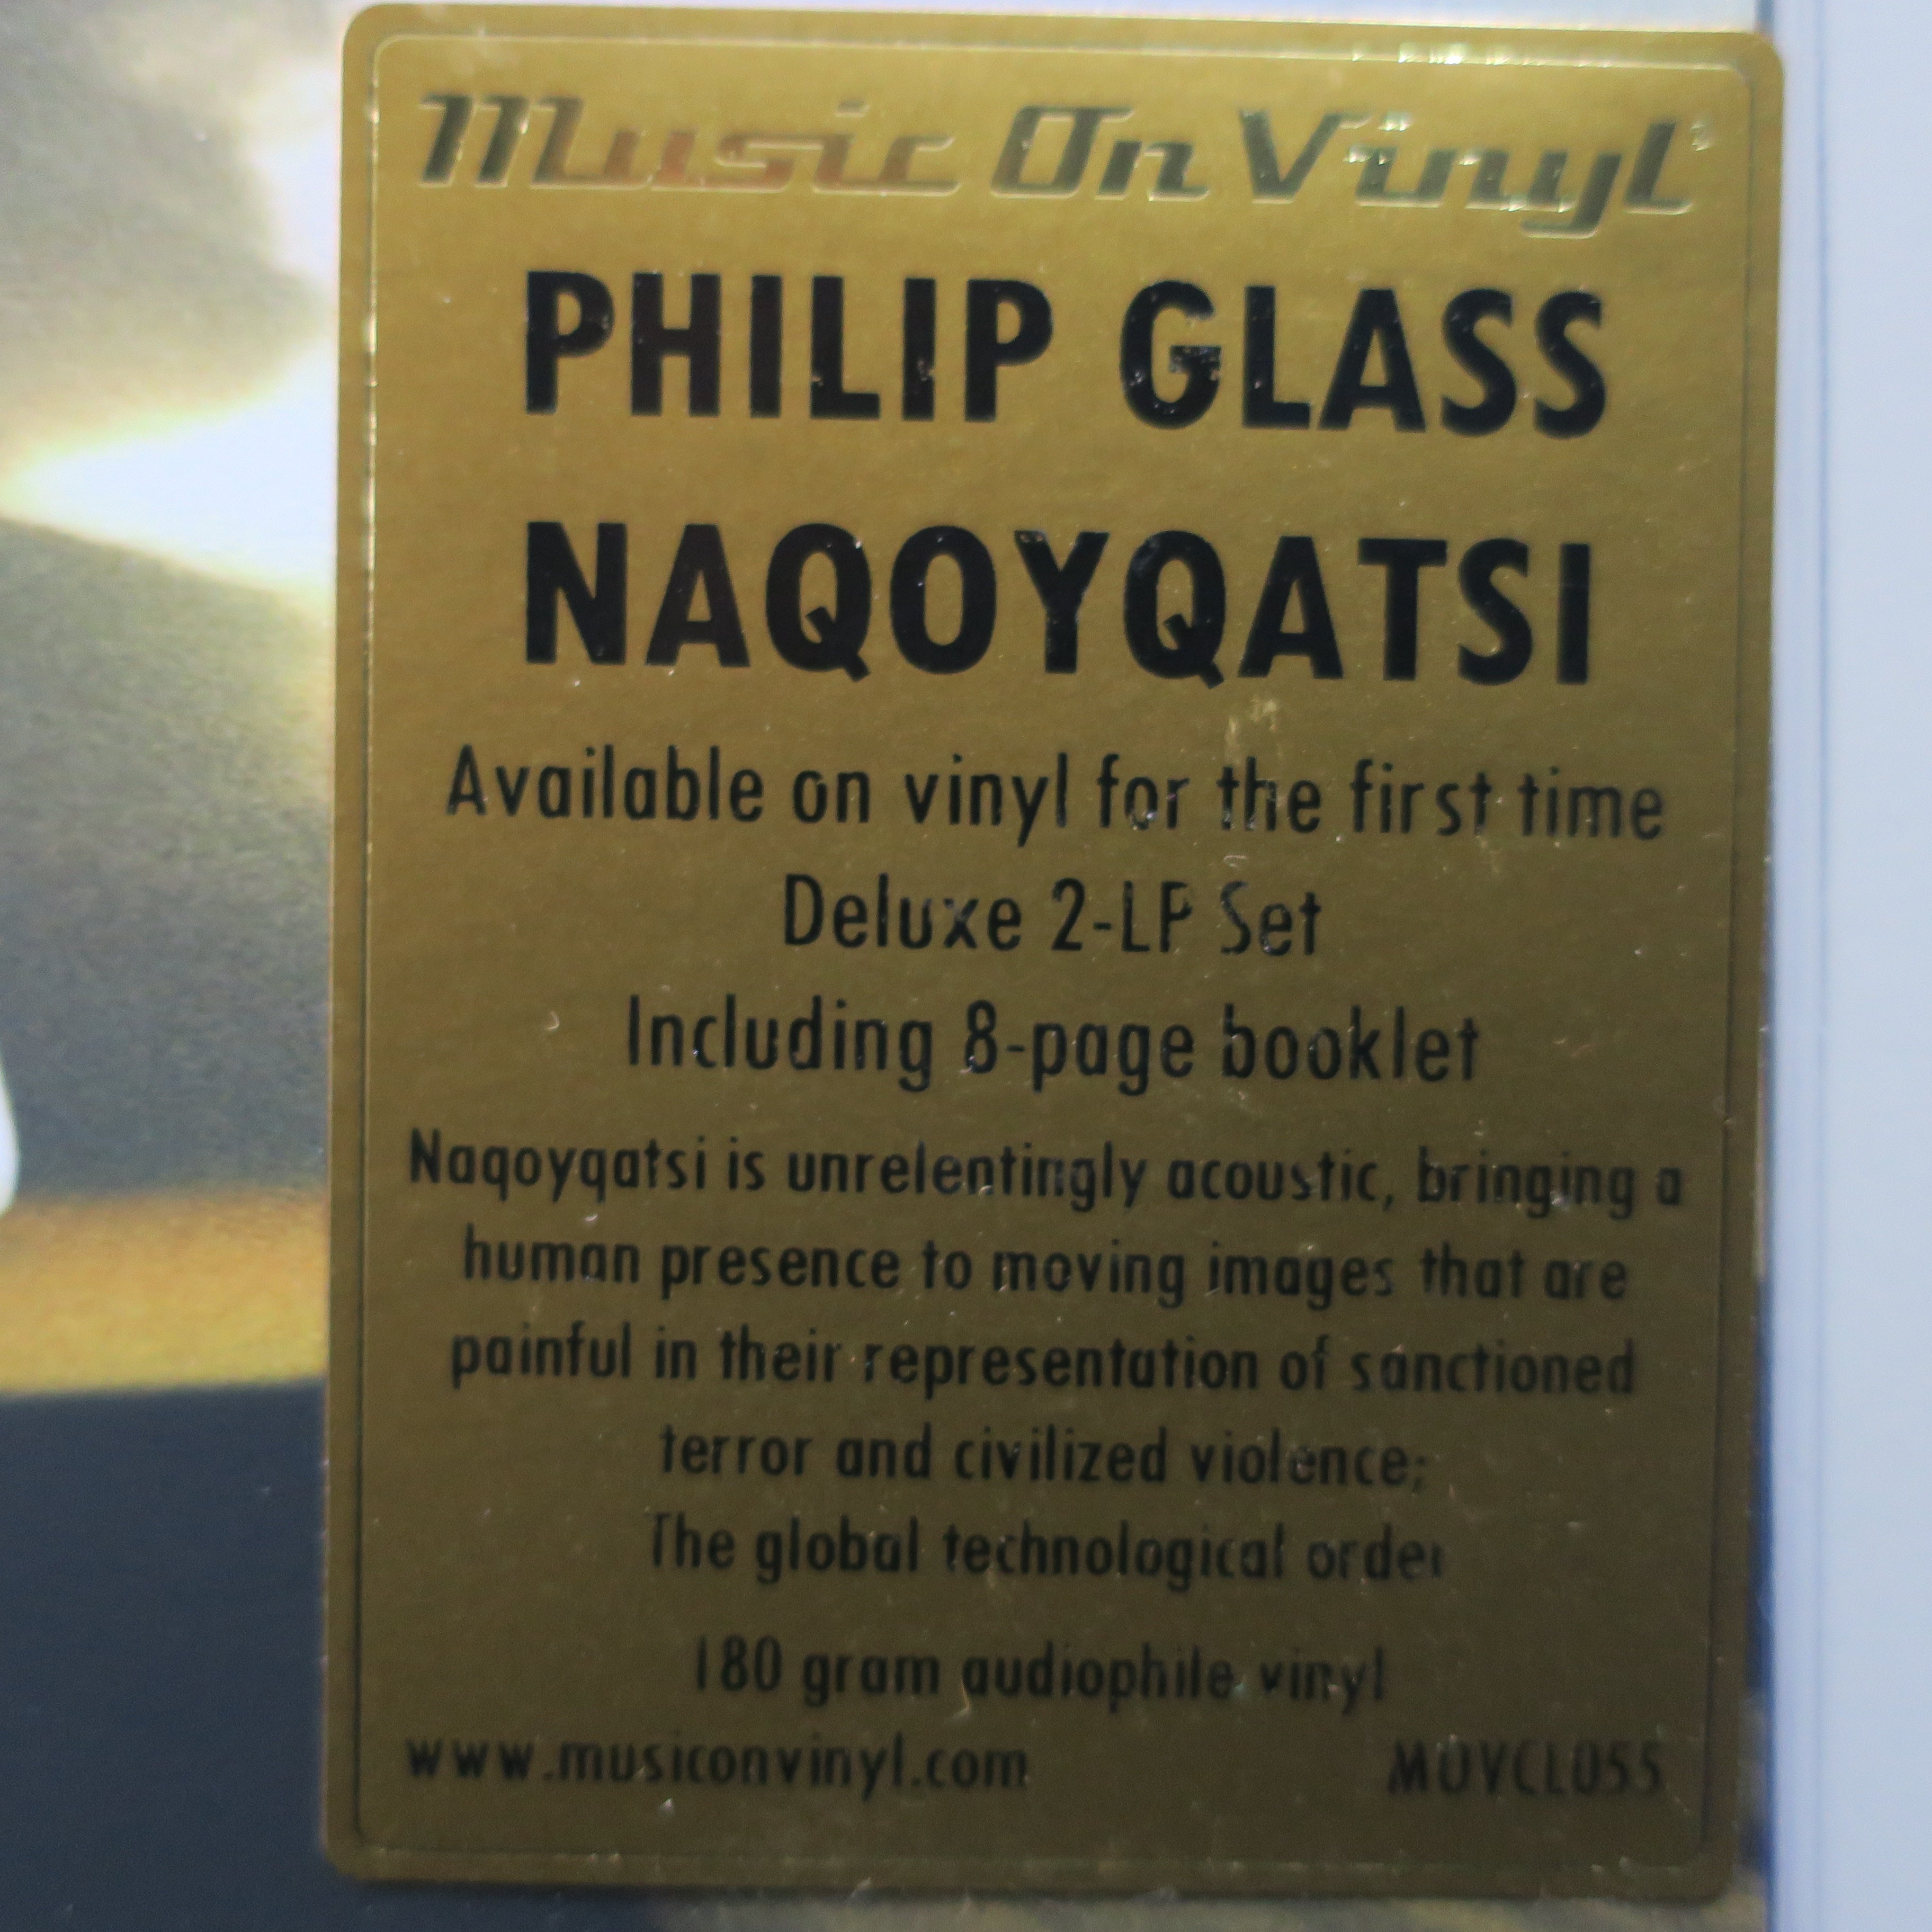 Music On Vinyl
PHILIP GLASS
NAQOYQATSI
Available on vinyl for the first time
Deluxe 2-LP Set
Including 8-page booklet
Naqoyqatsi is unrelentingly acoustic, bringing a
human presence to moving images that are
painful in their representation of sanctioned
terror and civilized violence;
The global technological order
180 gram audiophile vinyl
www.musiconvinyl.com MOVCL055